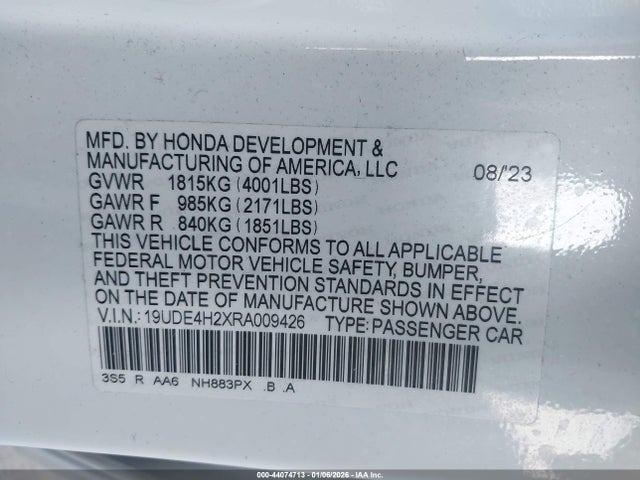 MFD. BY HONDA DEVELOPMENT &
MANUFACTURING OF AMERICA, LLC 08/'23
GVWR 1815KG (4001LBS)
GAWR F 985KG (2171LBS)
GAWR R 840KG (1851LBS)
THIS VEHICLE CONFORMS TO ALL APPLICABLE
FEDERAL MOTOR VEHICLE SAFETY, BUMPER,
AND THEFT PREVENTION STANDARDS IN EFFECT
ON THE DATE OF MANUFACTURE SHOWN ABOVE.
V.I.N.: 19UDE4H2XRA009426 TYPE:PASSENGER CAR
3S5 R AA6 NH883PX .B .A
000-44074713 - 01/06/2026 - IAA Inc.